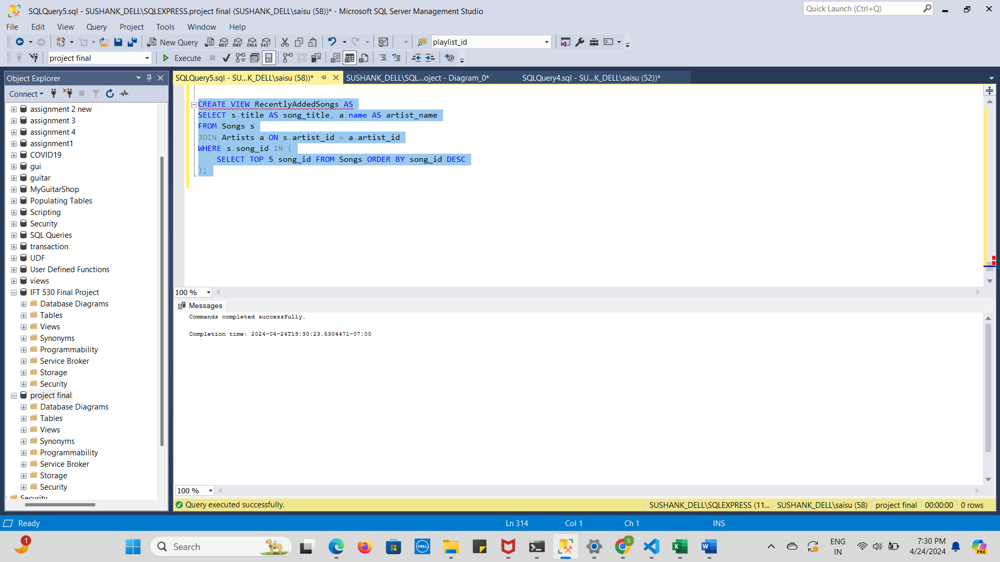 SQLQuery5.sql - SUSHANK_DELL\SQLEXPRESS.project final (SUSHANK_DELL\saisu (58))* - Microsoft SQL Server Management Studio
Quick Launch (Ctrl+Q)
File Edit View Query Project Tools Window Help
New Query MDX DMX XMLA DAX playlist_id
project final Execute
Object Explorer
SQLQuery5.sql - SU...K_DELL\saisu (58))* SUSHANK_DELL\SQL...oject - Diagram_0* SQLQuery4.sql - SU...K_DELL\saisu (52))*
Connect
assignment 2 new
assignment 3
assignment 4
assignment1
COVID19
gui
guitar
MyGuitarShop
Populating Tables
Scripting
Security
SQL Queries
transaction
UDF
User Defined Functions
views
IFT 530 Final Project
Database Diagrams
Tables
Views
Synonyms
Programmability
Service Broker
Storage
Security
project final
Database Diagrams
Tables
Views
Synonyms
Programmability
Service Broker
Storage
Security
Security
CREATE VIEW RecentlyAddedSongs AS
SELECT s.title AS song_title, a.name AS artist_name
FROM Songs s
JOIN Artists a ON s.artist_id = a.artist_id
WHERE s.song_id IN (
SELECT TOP 5 song_id FROM Songs ORDER BY song_id DESC
);
100 %
Messages
Commands completed successfully.
Completion time: 2024-04-24T19:30:23.5304471-07:00
100 %
Query executed successfully. SUSHANK_DELL\SQLEXPRESS (11... SUSHANK_DELL\saisu (58) project final 00:00:00 0 rows
Ready Ln 314 Col 1 Ch 1 INS
1 Search DELL S ENG 7:30 PM
IN 4/24/2024 PRE